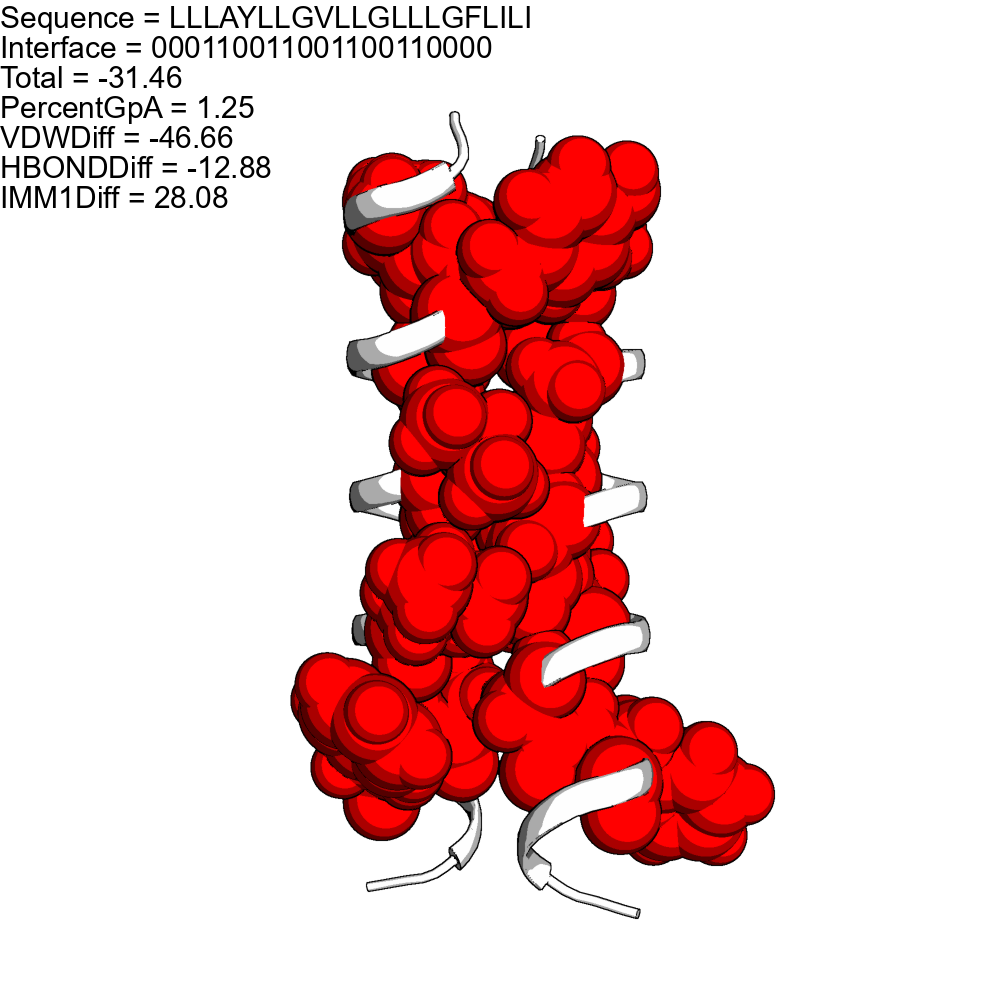 Sequence = LLLAYLLGVLLGLLLGFLILI
Interface = 000110011001100110000
Total = -31.46
PercentGpA = 1.25
VDWDiff = -46.66
HBONDDiff = -12.88
IMM1Diff = 28.08